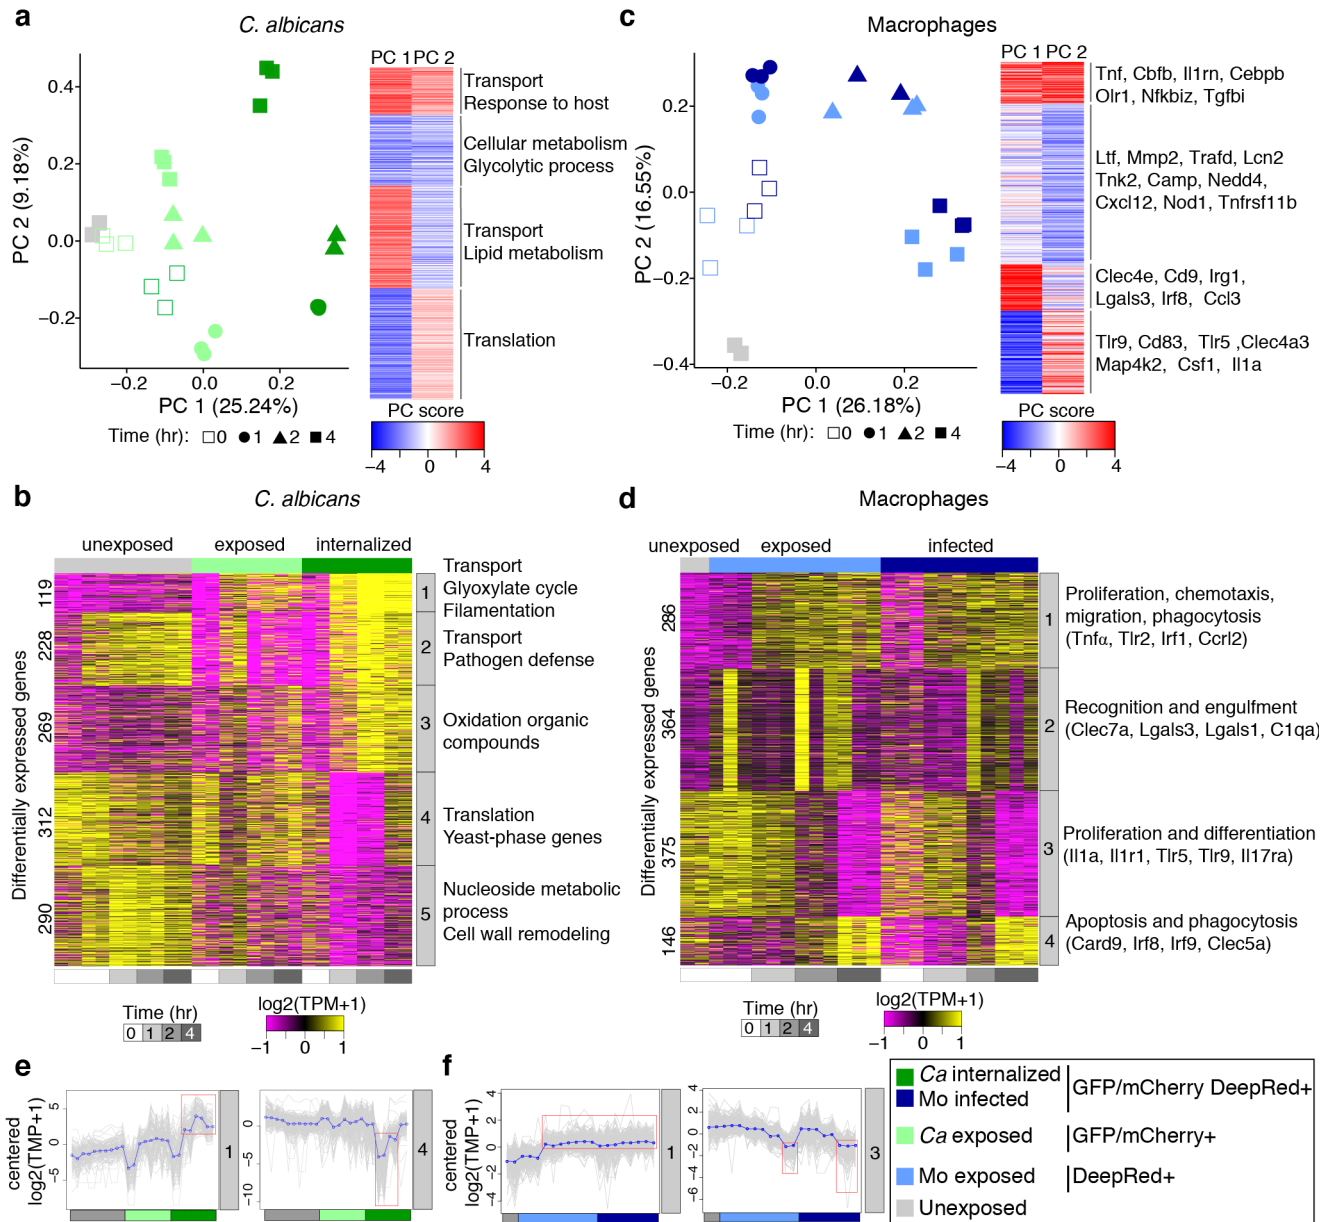 a
C. albicans
PC 2 (9.18%)
0.4
0.2
0.0
−0.2
−0.2
0.0
0.2
PC 1 (25.24%)
Time (hr): 0 1 2 4
PC 1 PC 2
Transport
Response to host
Cellular metabolism
Glycolytic process
Transport
Lipid metabolism
Translation
PC score
−4
0
4
c
Macrophages
PC 2 (16.55%)
0.2
0.0
−0.2
−0.4
−0.2
0.0
0.2
PC 1 (26.18%)
Time (hr): 0 1 2 4
PC 1 PC 2
Tnf, Cbfb, Il1rn, Cebpb
Olr1, Nfkbiz, Tgfbi
Ltf, Mmp2, Trafd, Lcn2
Tnk2, Camp, Nedd4,
Cxcl12, Nod1, Tnfrsf11b
Clec4e, Cd9, Irg1,
Lgals3, Irf8, Ccl3
Tlr9, Cd83, Tlr5 ,Clec4a3
Map4k2, Csf1, Il1a
PC score
−4
0
4
b
C. albicans
unexposed
exposed
internalized
Differentially expressed genes
119
228
269
312
290
1
2
3
4
5
Transport
Glyoxylate cycle
Filamentation
Transport
Pathogen defense
Oxidation organic
compounds
Translation
Yeast-phase genes
Nucleoside metabolic
process
Cell wall remodeling
Time (hr)
0 1 2 4
log2(TPM+1)
−1
0
1
d
Macrophages
unexposed
exposed
infected
Differentially expressed genes
286
364
375
146
1
2
3
4
Proliferation, chemotaxis,
migration, phagocytosis
(Tnfα, Tlr2, Irf1, Ccrl2)
Recognition and engulfment
(Clec7a, Lgals3, Lgals1, C1qa)
Proliferation and differentiation
(Il1a, Il1r1, Tlr5, Tlr9, Il17ra)
Apoptosis and phagocytosis
(Card9, Irf8, Irf9, Clec5a)
Time (hr)
0 1 2 4
log2(TPM+1)
−1
0
1
e
centered
log2(TMP+1)
5
0
−5
1
0
−5
−10
4
f
centered
log2(TMP+1)
4
2
0
−2
−4
1
4
2
0
−2
−4
−6
3
Ca internalized
Mo infected
GFP/mCherry DeepRed+
Ca exposed
GFP/mCherry+
Mo exposed
DeepRed+
Unexposed